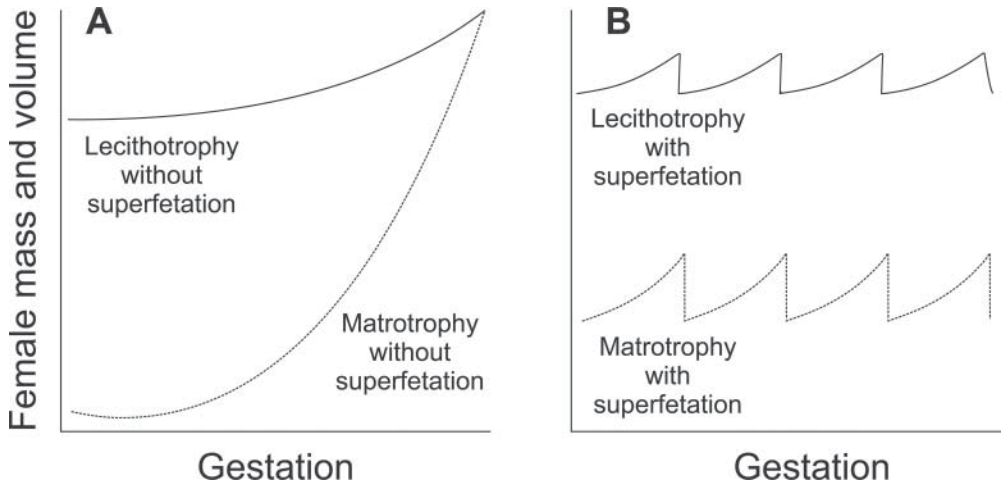 Female mass and volume
A
Lecithotrophy
without
superfetation
Matrotrophy
without
superfetation
Gestation
B
Lecithotrophy
with
superfetation
Matrotrophy
with
superfetation
Gestation